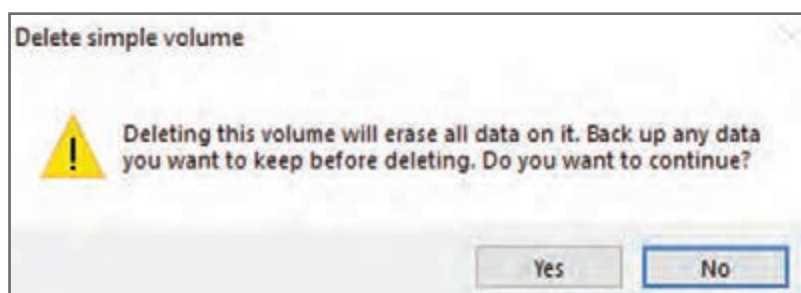 Delete simple volume
Deleting this volume will erase all data on it. Back up any data
you want to keep before deleting. Do you want to continue?
Yes No